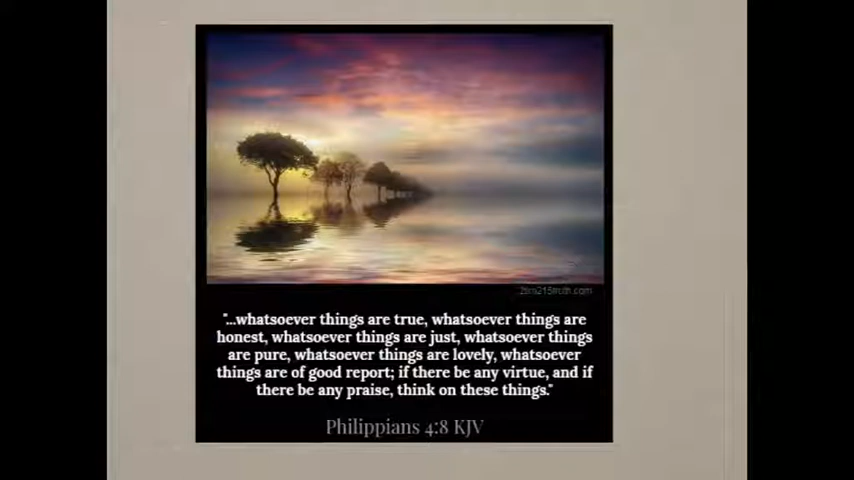 2tim215truth.com
"...whatsoever things are true, whatsoever things are
honest, whatsoever things are just, whatsoever things
are pure, whatsoever things are lovely, whatsoever
things are of good report; if there be any virtue, and if
there be any praise, think on these things."
Philippians 4:8 KJV